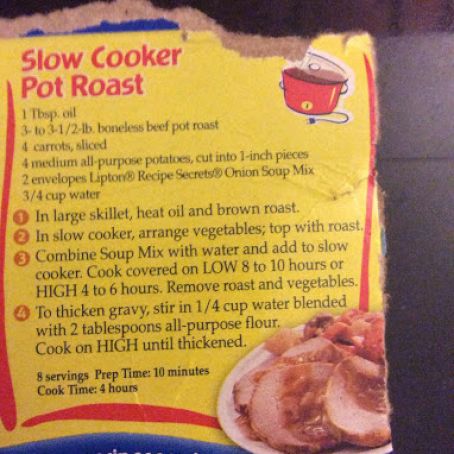 Slow Cooker
Pot Roast
1 Tbsp. oil
3- to 3-1/2-lb. boneless beef pot roast
4 carrots, sliced
4 medium all-purpose potatoes, cut into 1-inch pieces
2 envelopes Lipton® Recipe Secrets® Onion Soup Mix
3/4 cup water
1 In large skillet, heat oil and brown roast.
2 In slow cooker, arrange vegetables; top with roast.
3 Combine Soup Mix with water and add to slow
cooker. Cook covered on LOW 8 to 10 hours or
HIGH 4 to 6 hours. Remove roast and vegetables.
4 To thicken gravy, stir in 1/4 cup water blended
with 2 tablespoons all-purpose flour.
Cook on HIGH until thickened.
8 servings Prep Time: 10 minutes
Cook Time: 4 hours